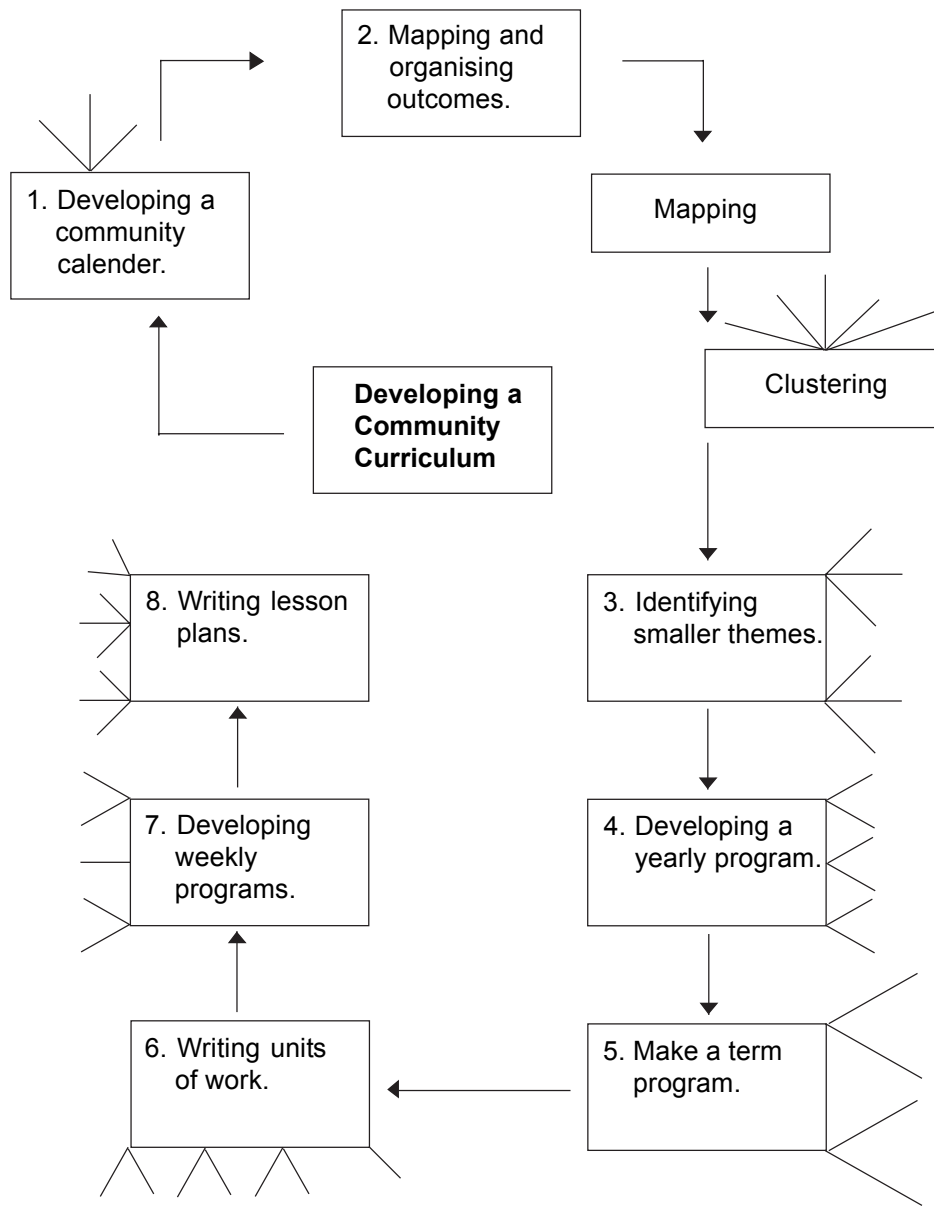 2. Mapping and
organising
outcomes.
1. Developing a
community
calender.
Mapping
Clustering
Developing a
Community
Curriculum
8. Writing lesson
plans.
3. Identifying
smaller themes.
7. Developing
weekly
programs.
4. Developing a
yearly program.
6. Writing units
of work.
5. Make a term
program.